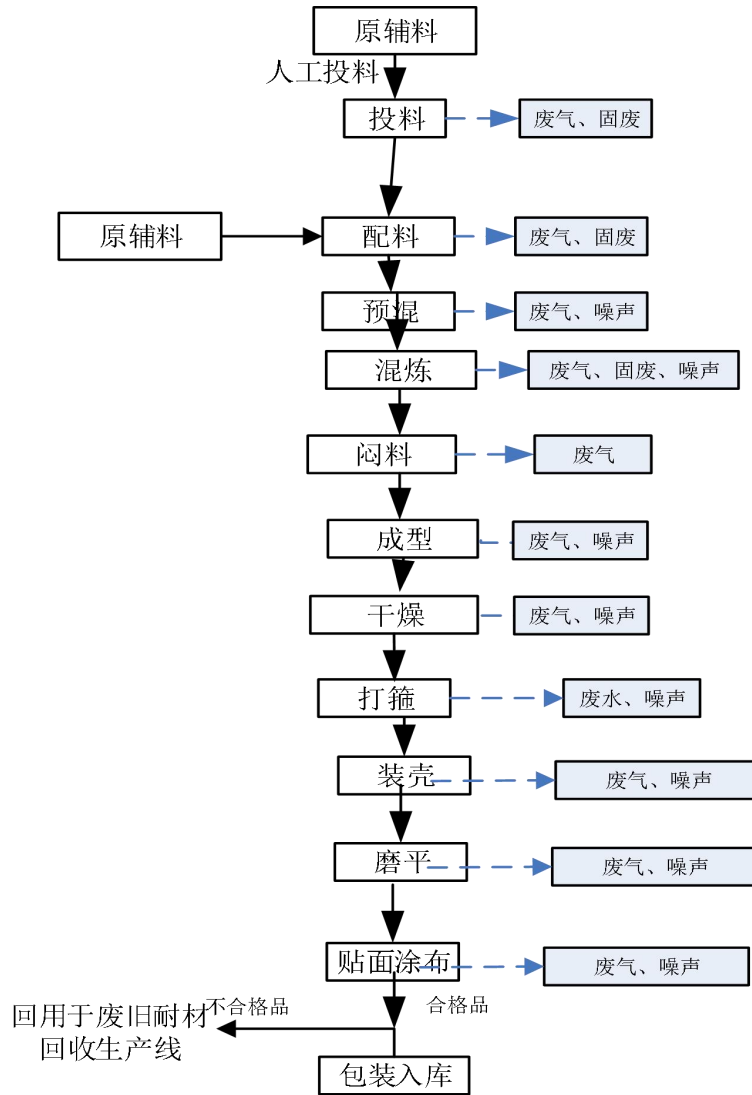 原辅料
人工投料
投料
废气、固废
原辅料
配料
废气、固废
预混
废气、噪声
混炼
废气、固废、噪声
闷料
废气
成型
废气、噪声
干燥
废气、噪声
打箍
废水、噪声
装壳
废气、噪声
磨平
废气、噪声
贴面涂布
废气、噪声
不合格品
合格品
回用于废旧耐材
回收生产线
包装入库